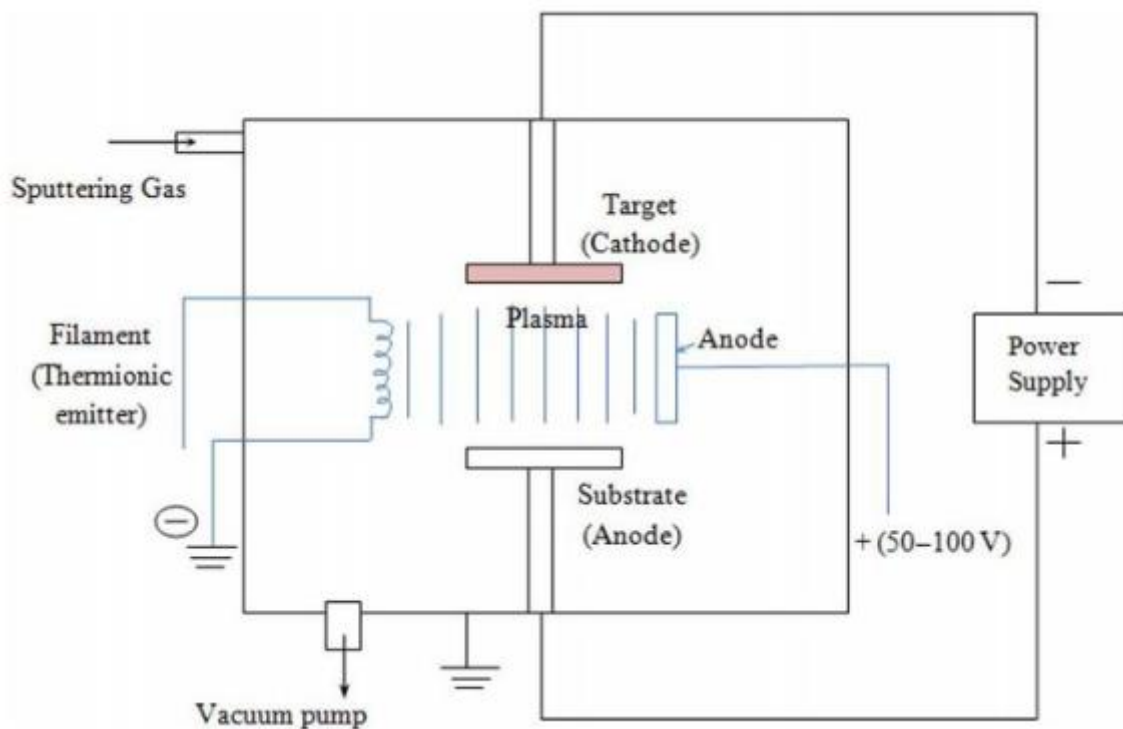 Sputtering Gas
Target
(Cathode)
Filament
(Thermionic
emitter)
Plasma
Anode
−
Power
Supply
+
Substrate
(Anode)
−
+ (50–100 V)
Vacuum pump